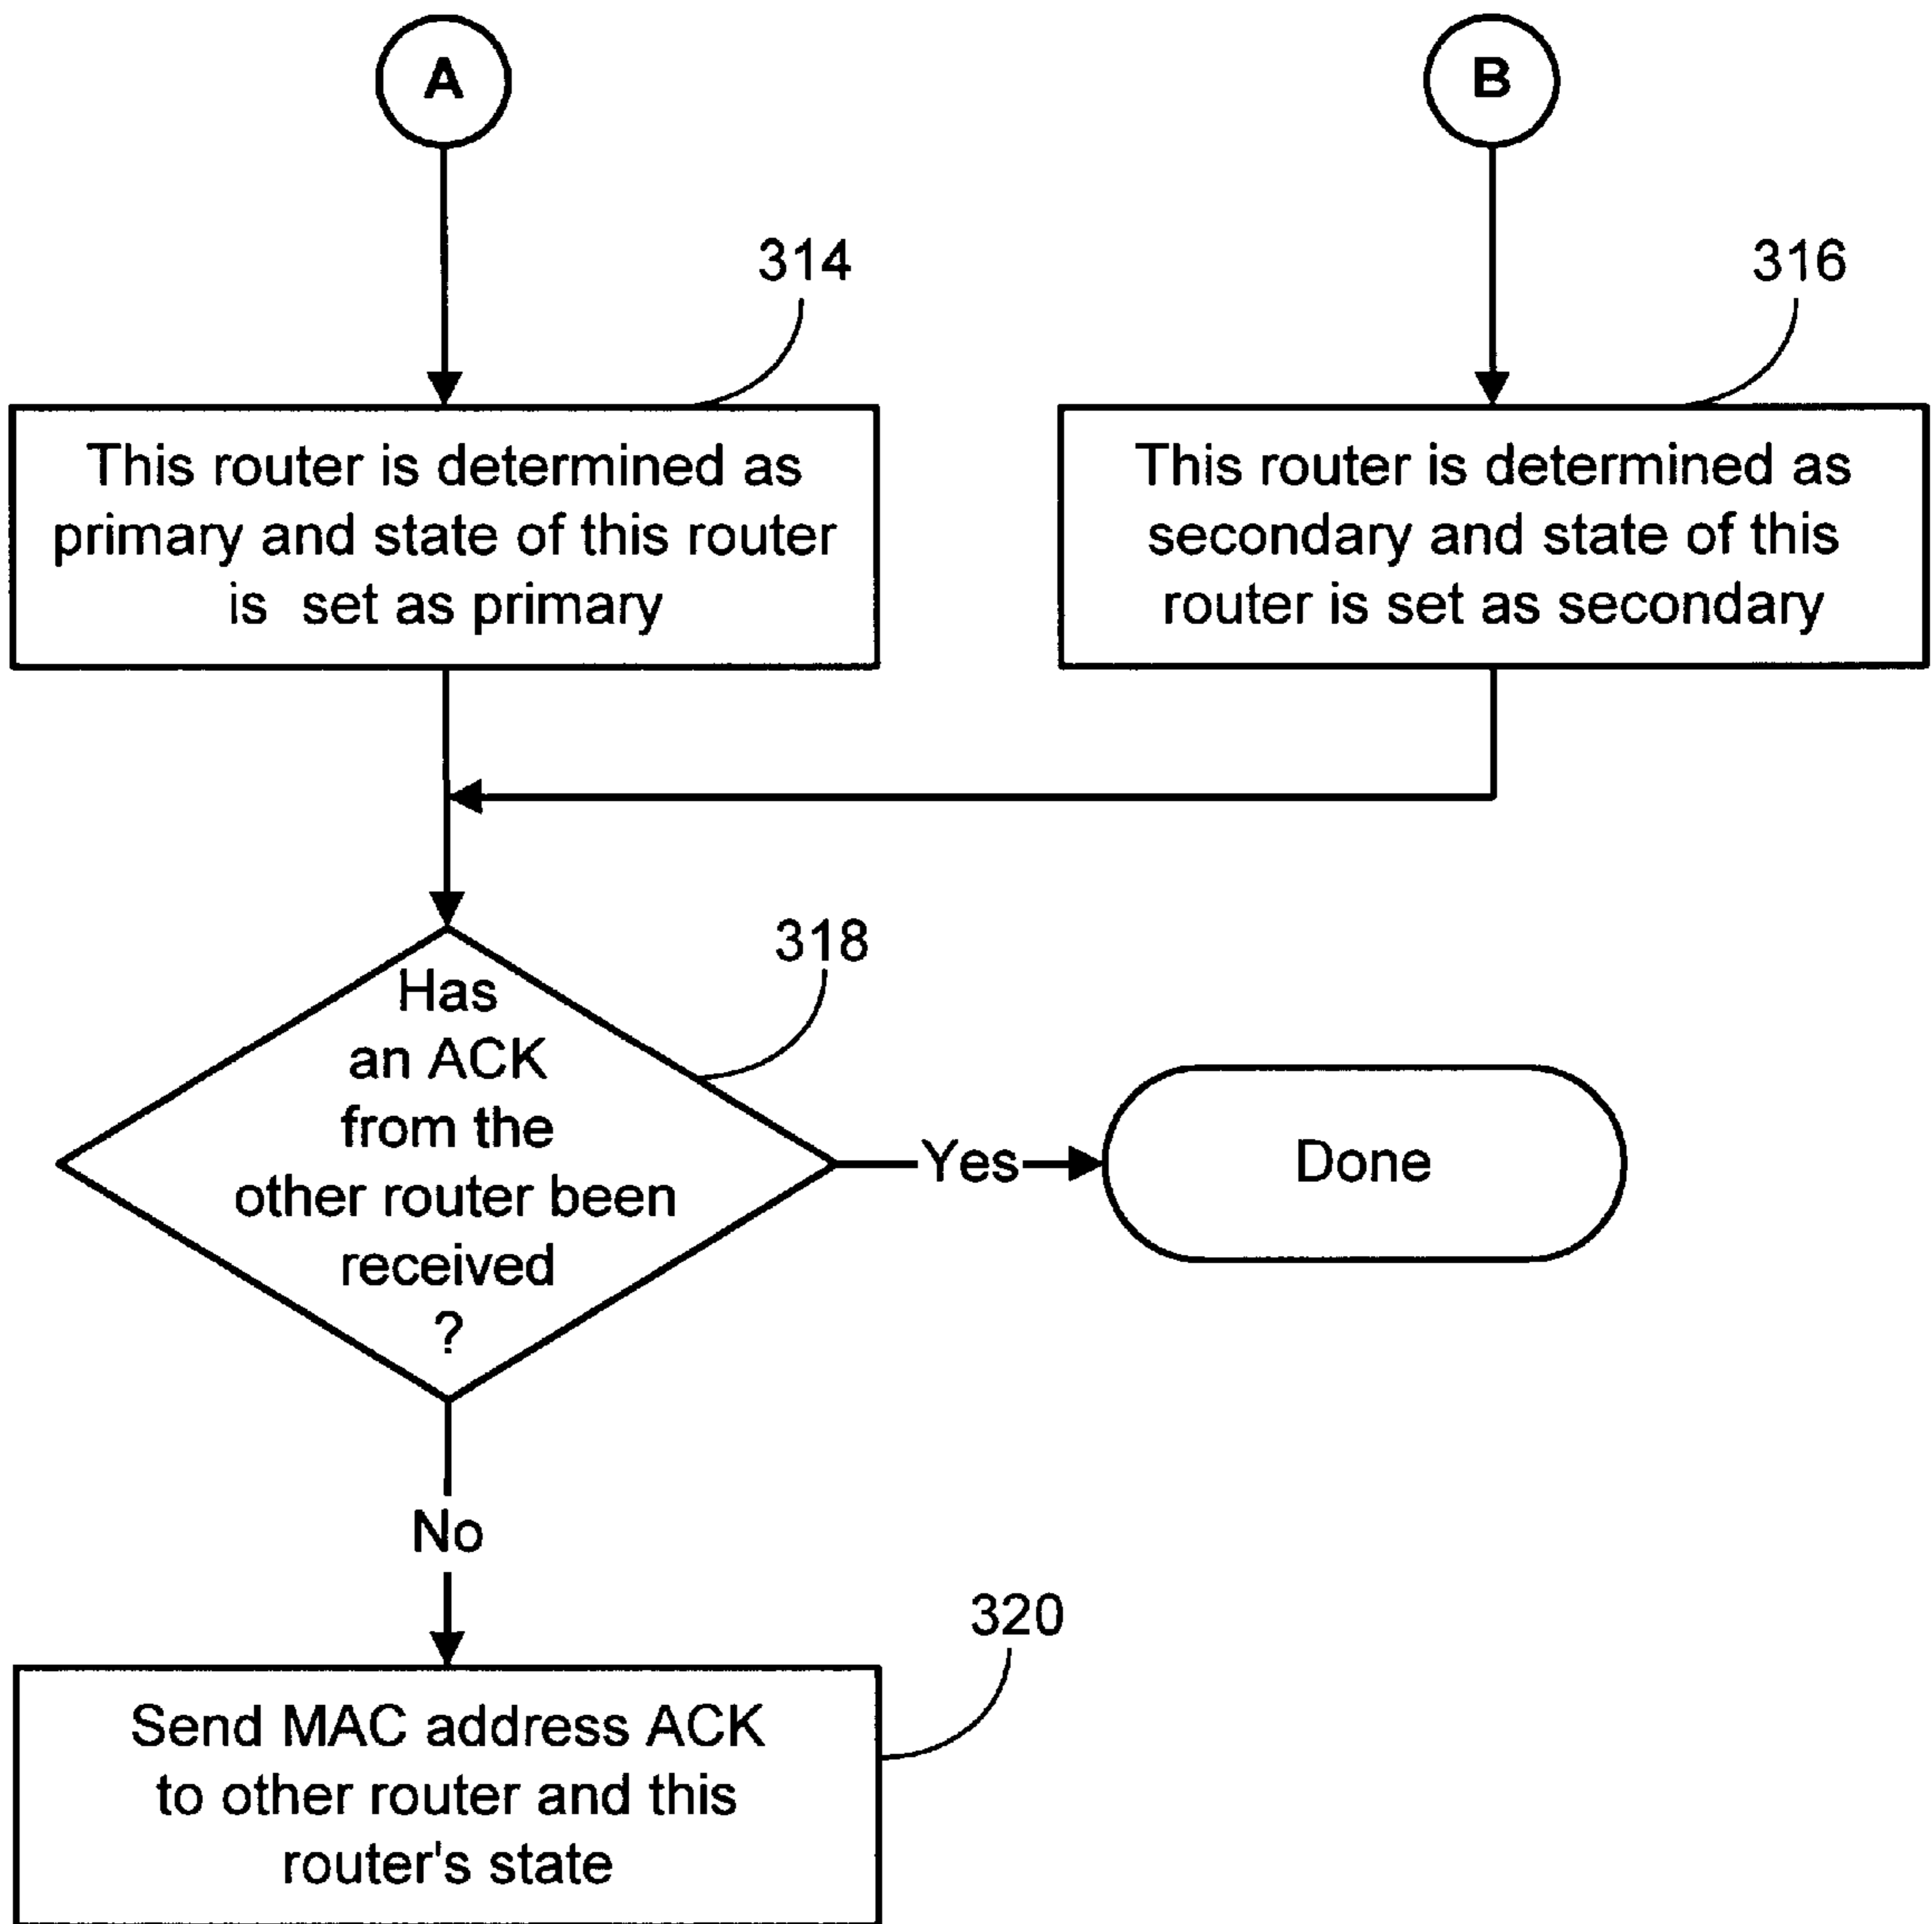 A
B
314
316
This router is determined as
primary and state of this router
is set as primary
This router is determined as
secondary and state of this
router is set as secondary
318
Has
an ACK
from the
other router been
received
?
Yes
Done
No
320
Send MAC address ACK
to other router and this
router's state